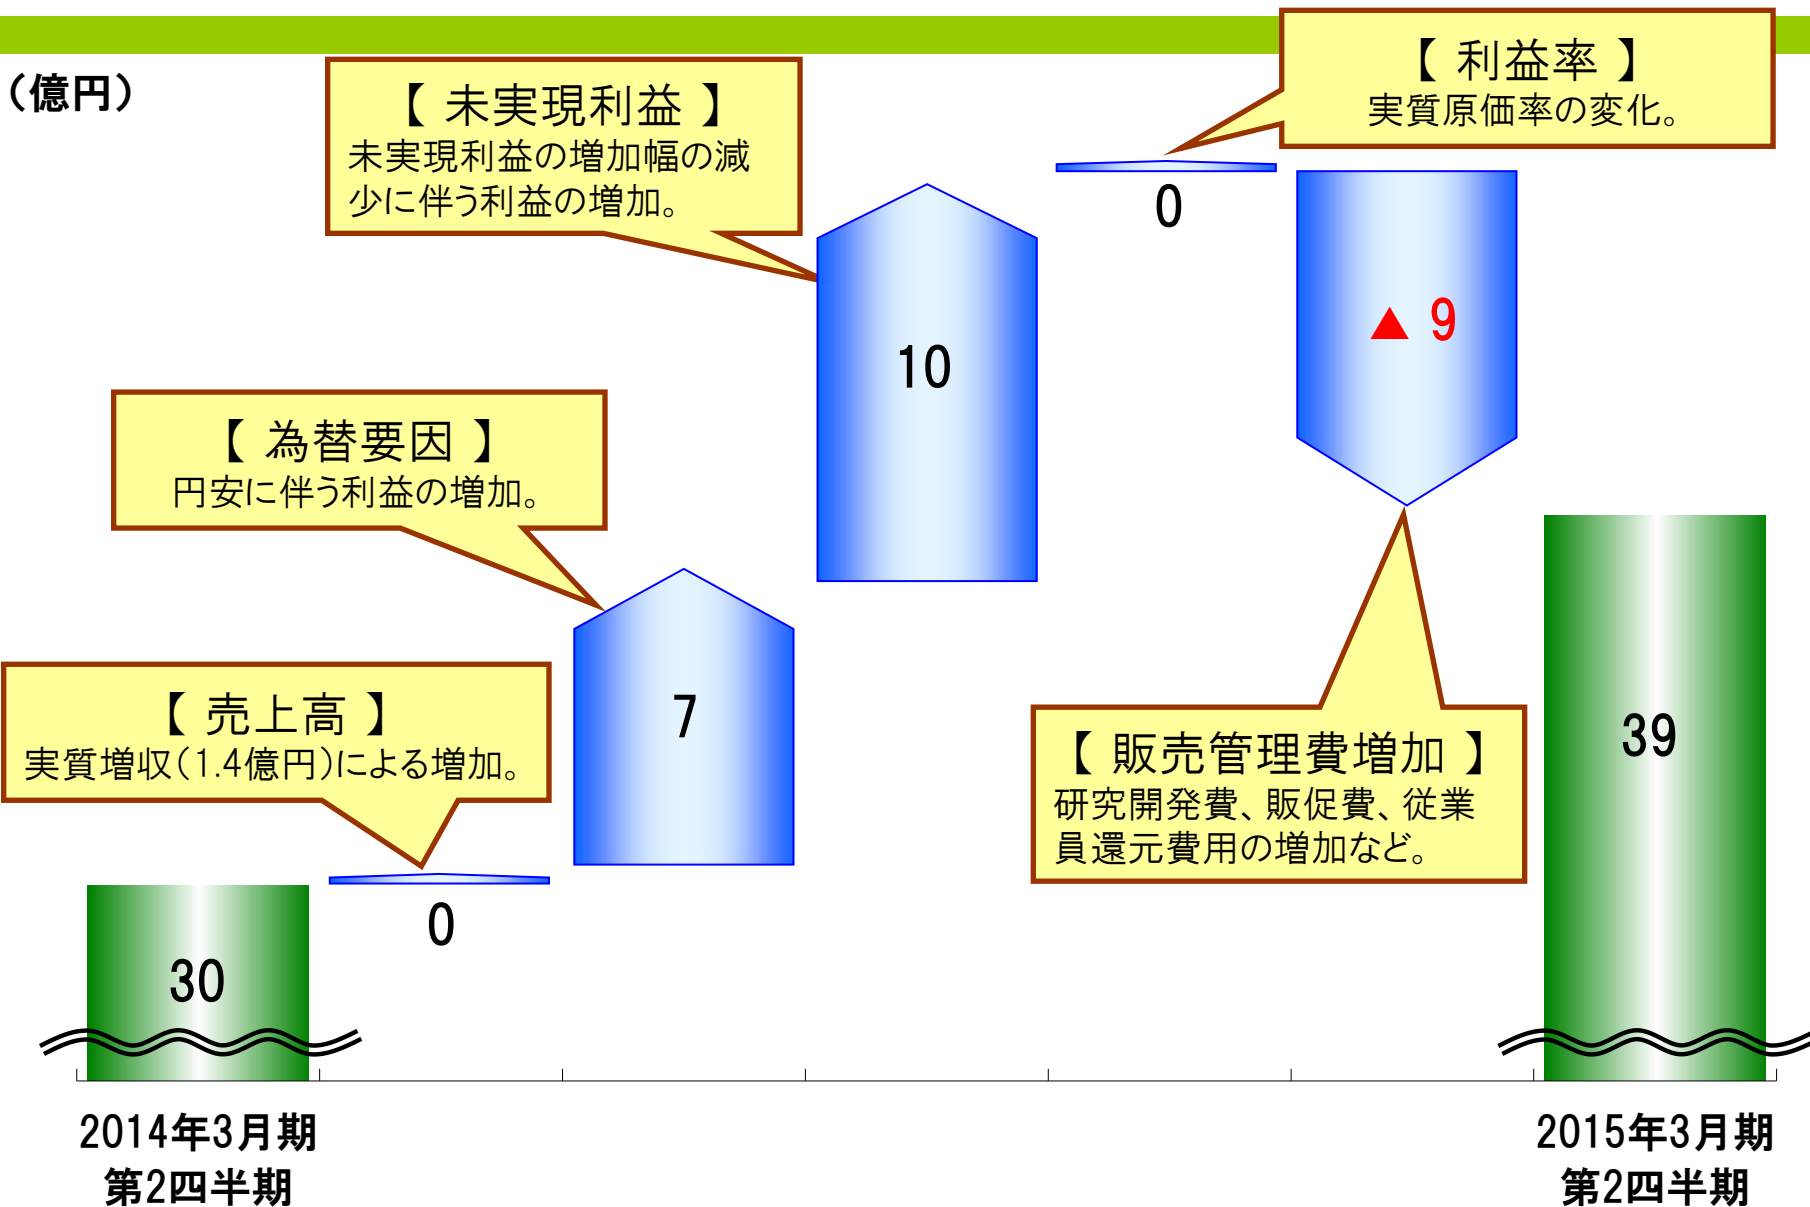 （億円）
【 未実現利益 】
未実現利益の増加幅の減
少に伴う利益の増加。
【 利益率 】
実質原価率の変化。
0
▲ 9
10
【 為替要因 】
円安に伴う利益の増加。
【 売上高 】
実質増収（1.4億円）による増加。
7
【 販売管理費増加 】
研究開発費、販促費、従業
員還元費用の増加など。
39
0
30
2014年3月期
第2四半期
2015年3月期
第2四半期